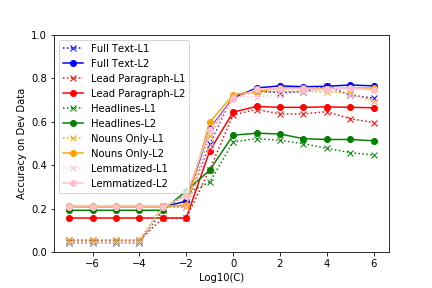 1.0
0.8
0.6
0.4
0.2
0.0
Accuracy on Dev Data
Full Text-L1
Full Text-L2
Lead Paragraph-L1
Lead Paragraph-L2
Headlines-L1
Headlines-L2
Nouns Only-L1
Nouns Only-L2
Lemmatized-L1
Lemmatized-L2
−6 −4 −2 0 2 4 6
Log10(C)